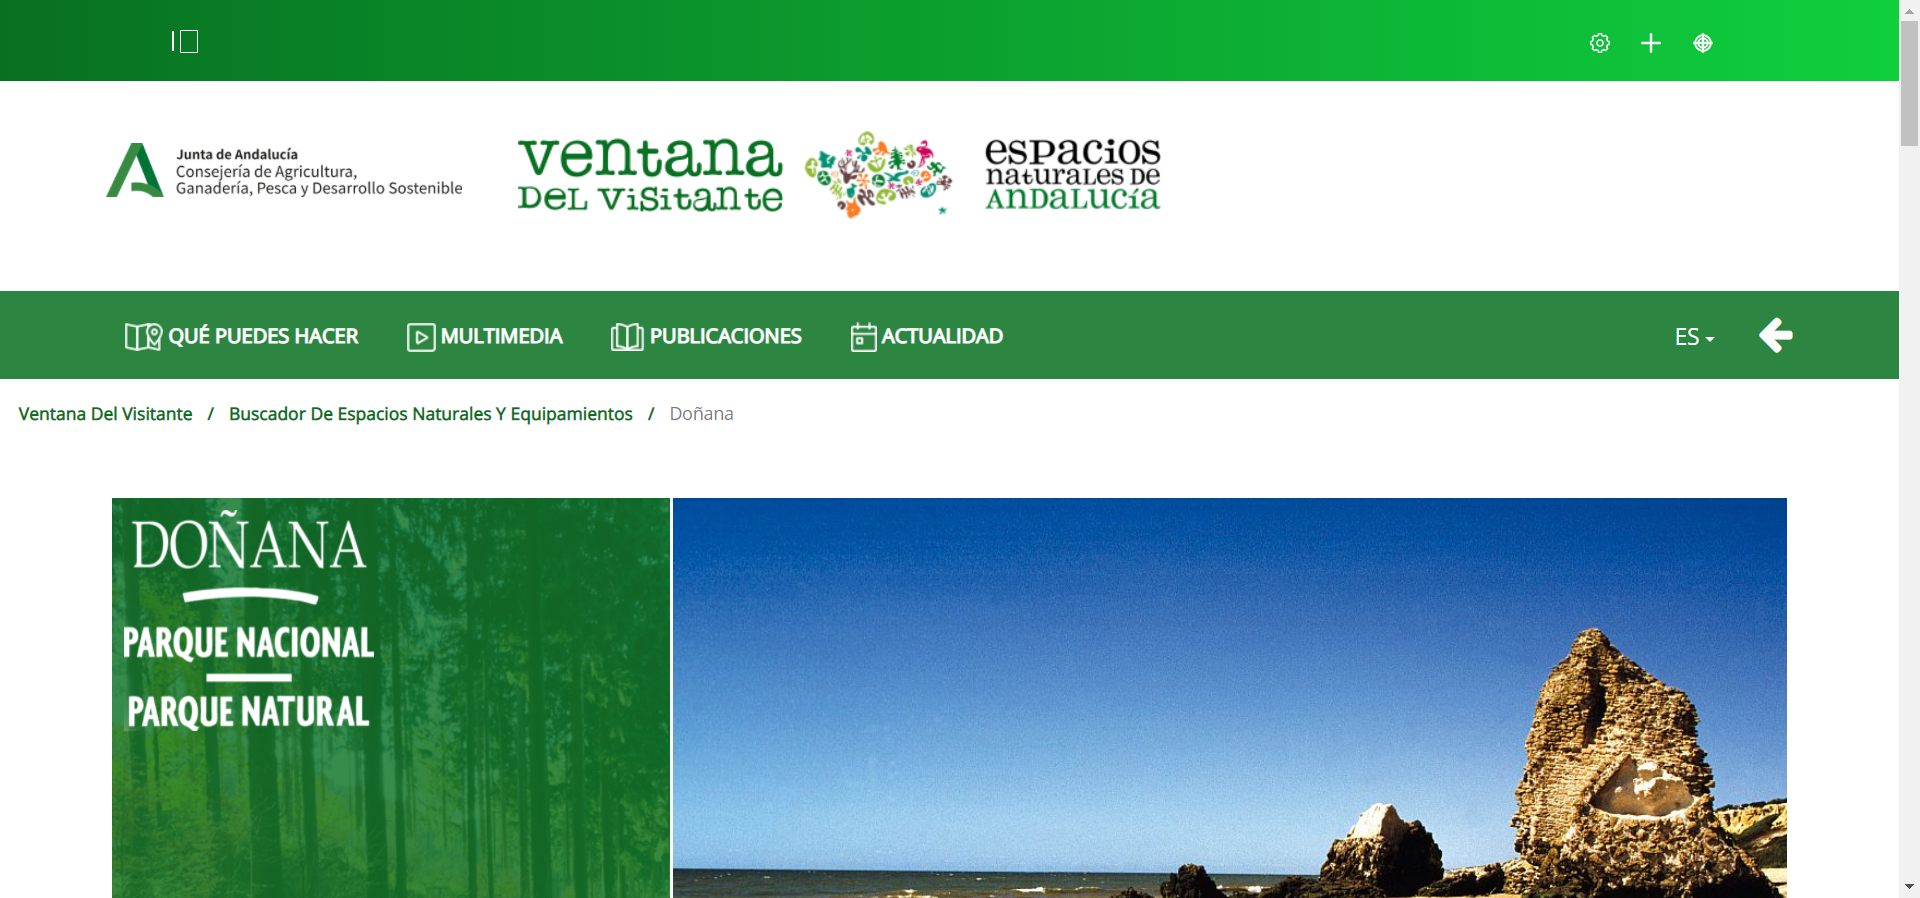 Junta de Andalucía
Consejería de Agricultura,
Ganadería, Pesca y Desarrollo Sostenible
ventana
DEL VISITANTE
ESPACIOS
NATURALES DE
ANDALUCÍA
QUÉ PUEDES HACER
MULTIMEDIA
PUBLICACIONES
ACTUALIDAD
ES
Ventana Del Visitante / Buscador De Espacios Naturales Y Equipamientos / Doñana
DOÑANA
PARQUE NACIONAL
PARQUE NATURAL